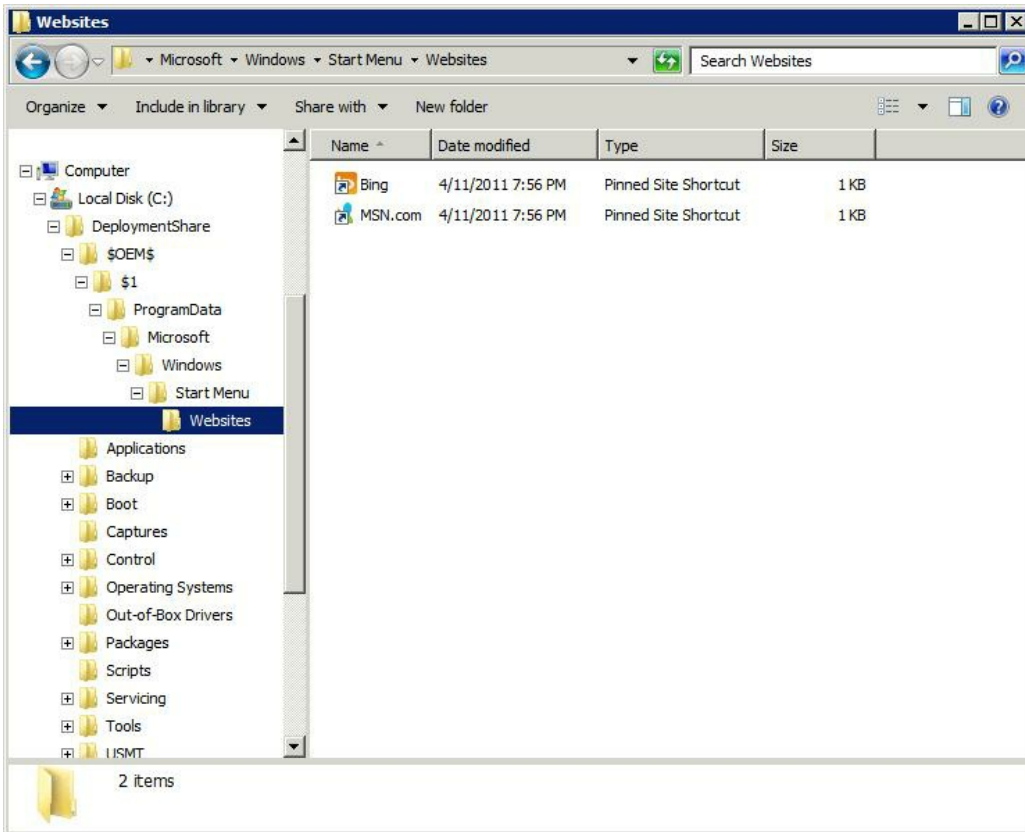 Websites
Microsoft Windows Start Menu Websites
Search Websites
Organize Include in library Share with New folder
Name Date modified Type Size
Bing 4/11/2011 7:56 PM Pinned Site Shortcut 1 KB
MSN.com 4/11/2011 7:56 PM Pinned Site Shortcut 1 KB
Computer
Local Disk (C:)
DeploymentShare
$OEM$
$1
ProgramData
Microsoft
Windows
Start Menu
Websites
Applications
Backup
Boot
Captures
Control
Operating Systems
Out-of-Box Drivers
Packages
Scripts
Servicing
Tools
USMT
2 items